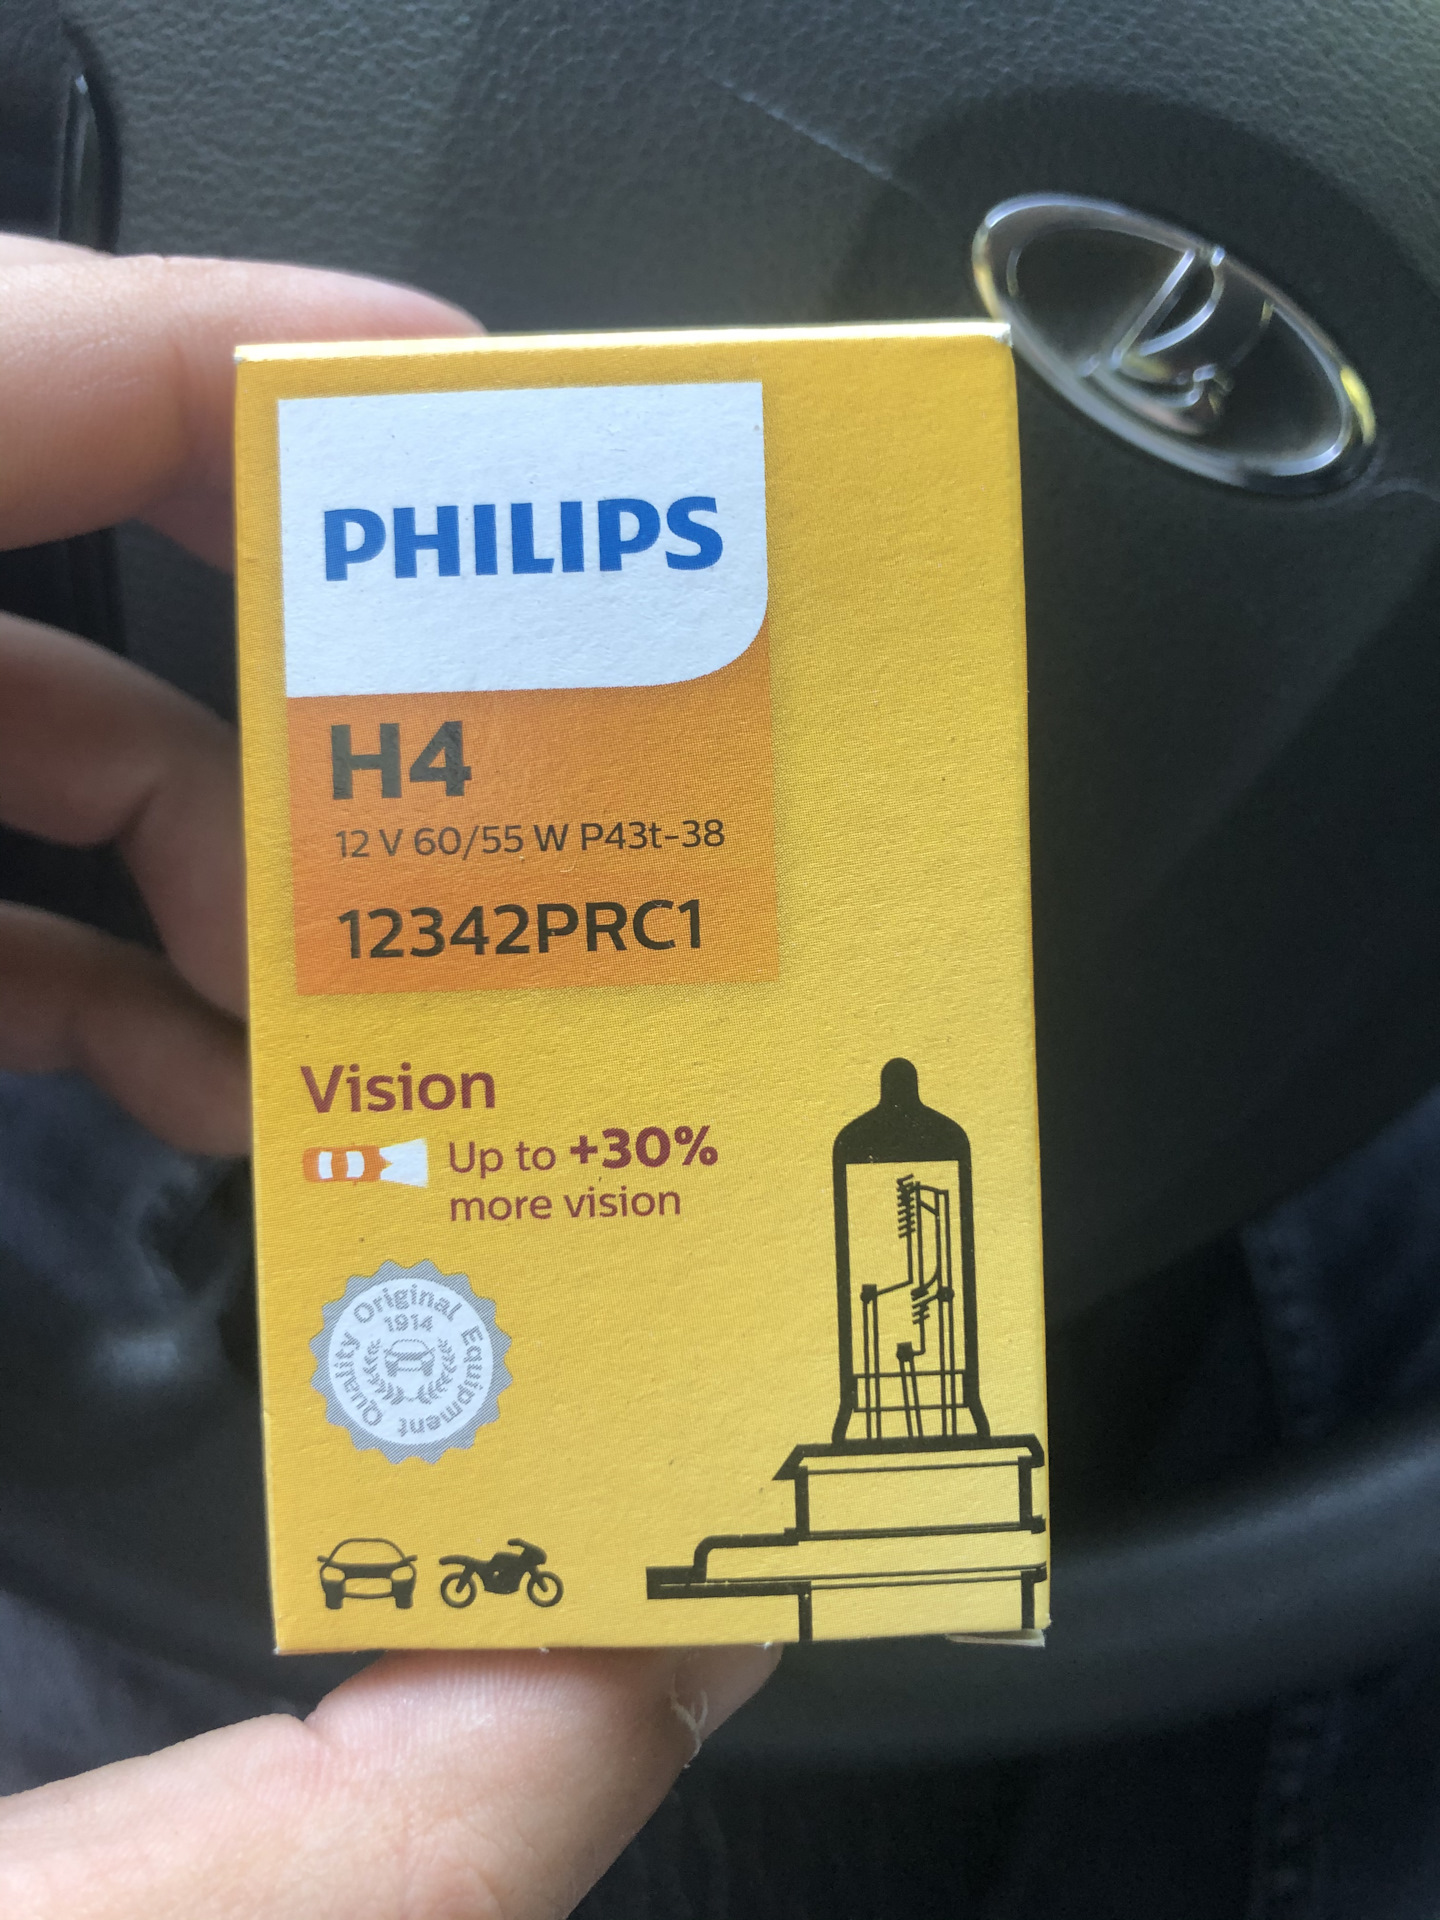 PHILIPS
H4
12 V 60/55 W P43t-38
12342PRC1
Vision
Up to +30%
more vision
Quality Original Equipment
1914